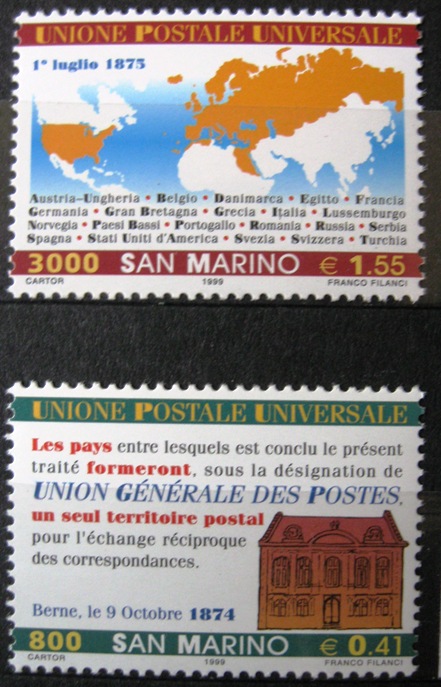 UNIONE POSTALE UNIVERSALE
1° luglio 1875
Austria-Ungheria • Belgio • Danimarca • Egitto • Francia
Germania • Gran Bretagna • Grecia • Italia • Lussemburgo
Norvegia • Paesi Bassi • Portogallo • Romania • Russia • Serbia
Spagna • Stati Uniti d'America • Svezia • Svizzera • Turchia
3000 SAN MARINO € 1.55
CARTOR 1999 FRANCO FILANCI
UNIONE POSTALE UNIVERSALE
Les pays entre lesquels est conclu le présent
traité formeront, sous la désignation de
UNION GÉNÉRALE DES POSTES,
un seul territoire postal
pour l'échange réciproque
des correspondances.
Berne, le 9 Octobre 1874
800 SAN MARINO € 0.41
CARTOR 1999 FRANCO FILANCI